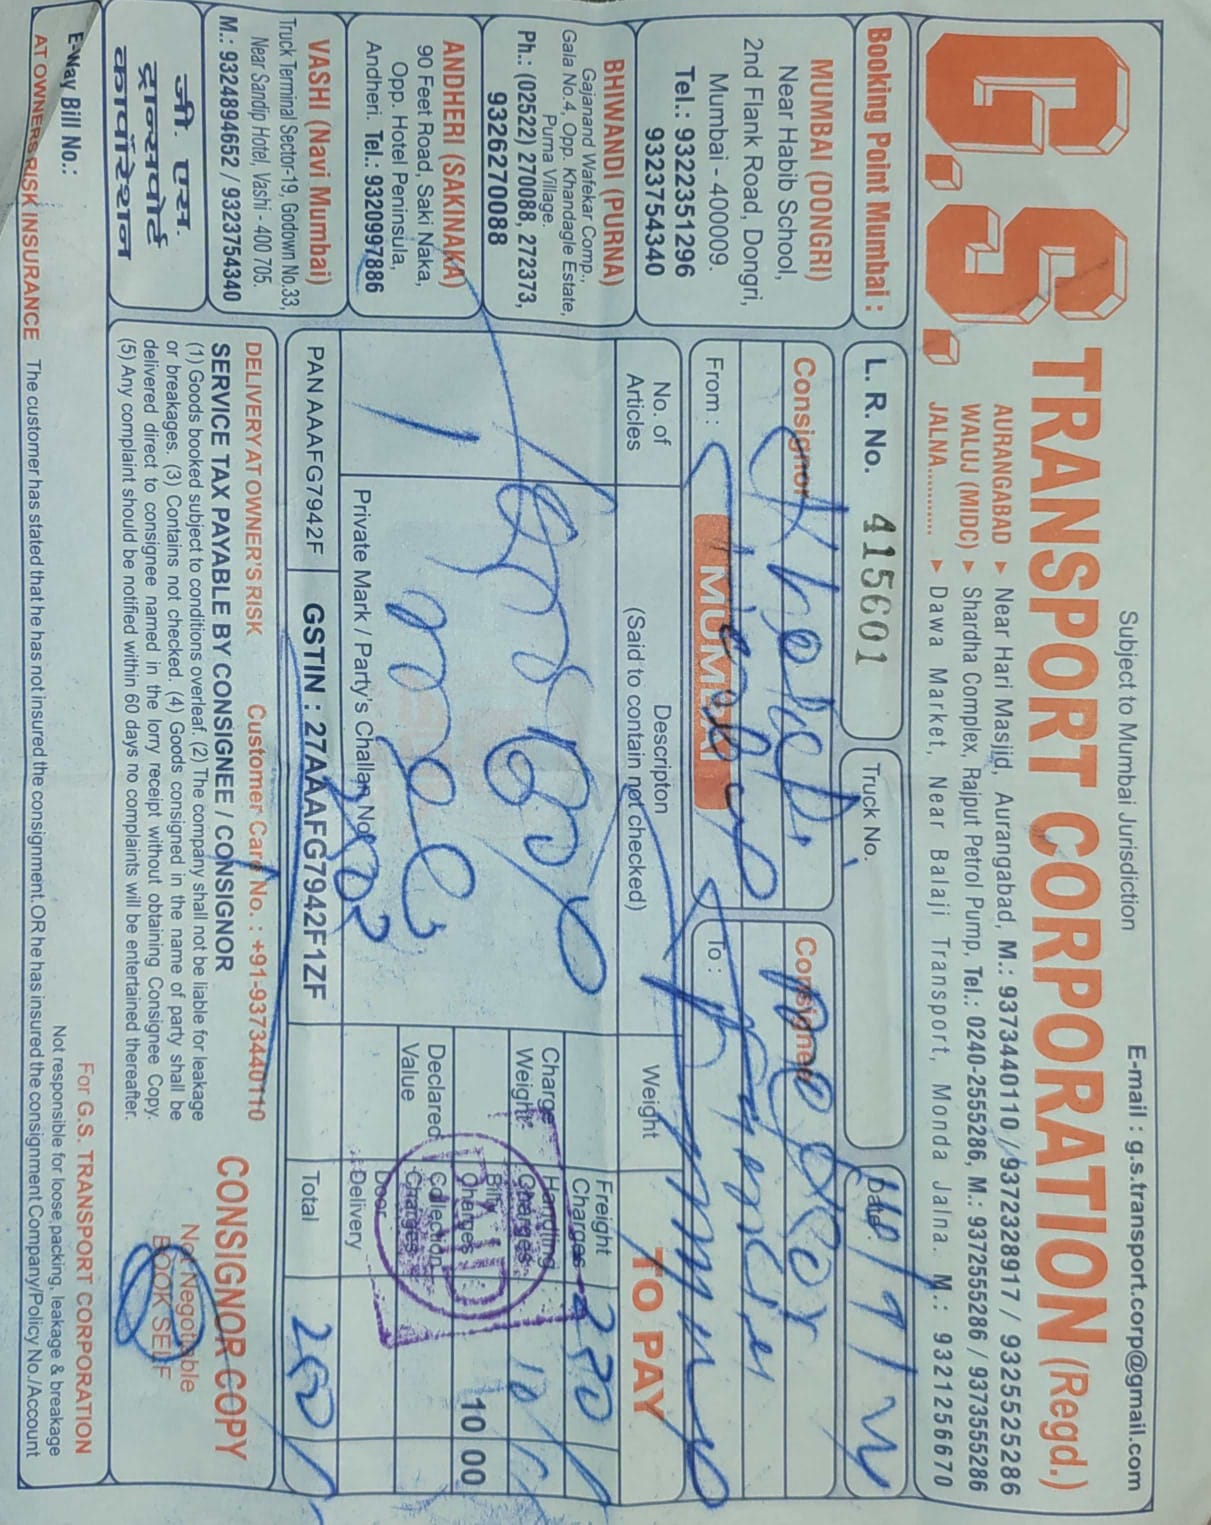 Subject to Mumbai Jurisdiction
E-mail : g.s.transport.corp@gmail.com
G.S. TRANSPORT CORPORATION (Regd.)
AURANGABAD ► Near Hari Masjid, Aurangabad, M.: 9373440110 / 9372328917 / 9325525286
WALUJ (MIDC) ► Shardha Complex, Rajput Petrol Pump, Tel.: 0240-2555286, M.: 9372555286 / 9373555286
JALNA............ ► Dawa Market, Near Balaji Transport, Monda Jalna. M.: 9321256670
Booking Point Mumbai :
MUMBAI (DONGRI)
Near Habib School,
2nd Flank Road, Dongri,
Mumbai - 400009.
Tel.: 9322351296
9323754340
BHIWANDI (PURNA)
Gajanand Wafekar Comp.,
Gala No.4, Opp. Khandagle Estate,
Purna Village.
Ph.: (02522) 270088, 272373,
9326270088
ANDHERI (SAKINAKA)
90 Feet Road, Saki Naka,
Opp. Hotel Peninsula,
Andheri. Tel.: 9320997886
VASHI (Navi Mumbai)
Truck Terminal Sector-19, Godown No.33,
Near Sandip Hotel, Vashi - 400 705.
M.: 9324894652 / 9323754340
जी. एस.
ट्रान्सपोर्ट
कार्पोरेशन
L. R. No. 415601
Truck No.
Date
Consignor
Consignee
From :
MUMBAI
To :
No. of
Articles
Descripton
(Said to contain not checked)
Weight
TO PAY
Private Mark / Party's Challan No.
Charge
Weight:
Declared
Value
Freight
Charges 230
Handling
Charges 10
Bilty
Charges 10 00
Collection
Charges
Door
Delivery
Total 250
PAID
PAN AAAFG7942F
GSTIN : 27AAAFG7942F1ZF
DELIVERY AT OWNER'S RISK
Customer Care No. : +91-9373440110
SERVICE TAX PAYABLE BY CONSIGNEE / CONSIGNOR
(1) Goods booked subject to conditions overleaf. (2) The company shall not be liable for leakage
or breakages. (3) Contains not checked. (4) Goods consigned in the name of party shall be
delivered direct to consignee named in the lorry receipt without obtaining Consignee Copy.
(5) Any complaint should be notified within 60 days no complaints will be entertained thereafter.
CONSIGNOR COPY
Not Negotiable
BOOK SELF
E-Way Bill No.:
For G.S. TRANSPORT CORPORATION
Not responsible for loose packing, leakage & breakage
AT OWNERS RISK INSURANCE The customer has stated that he has not insured the consignment.OR he has insured the consignment Company/Policy No./Account